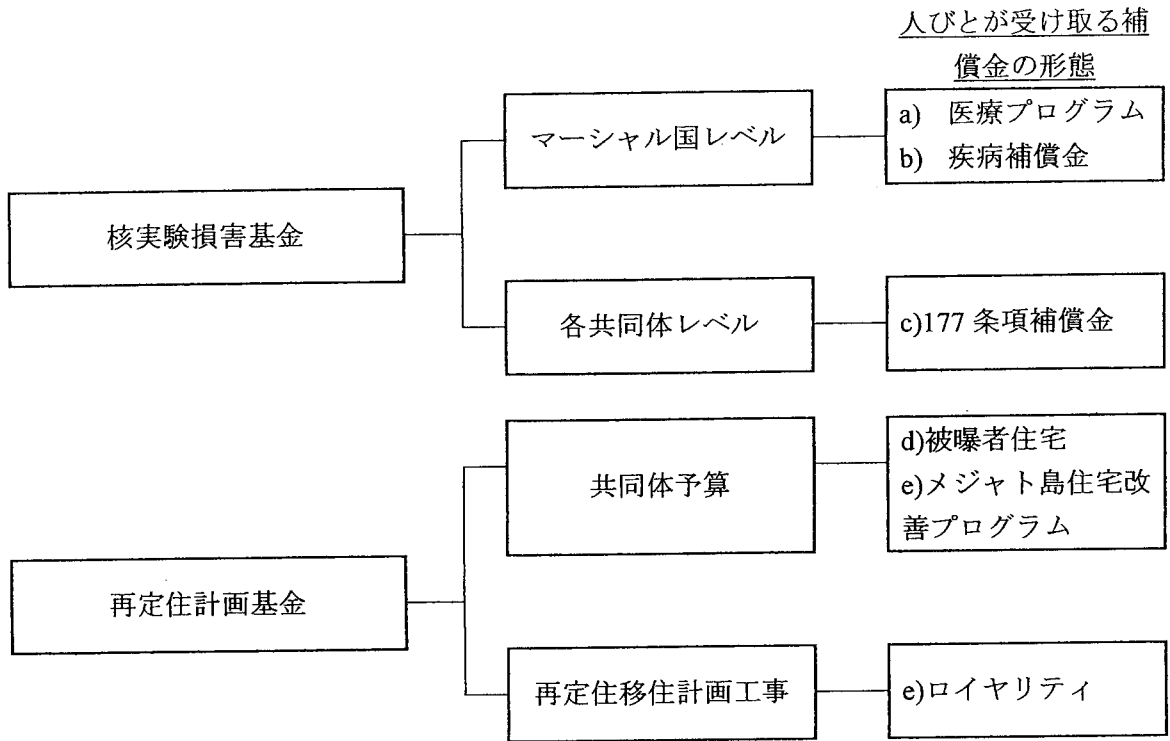 人びとが受け取る補
償金の形態
マーシャル国レベル
a) 医療プログラム
b) 疾病補償金
核実験損害基金
各共同体レベル
c)177 条項補償金
共同体予算
d)被曝者住宅
e)メジャト島住宅改
善プログラム
再定住計画基金
再定住移住計画工事
e)ロイヤリティ